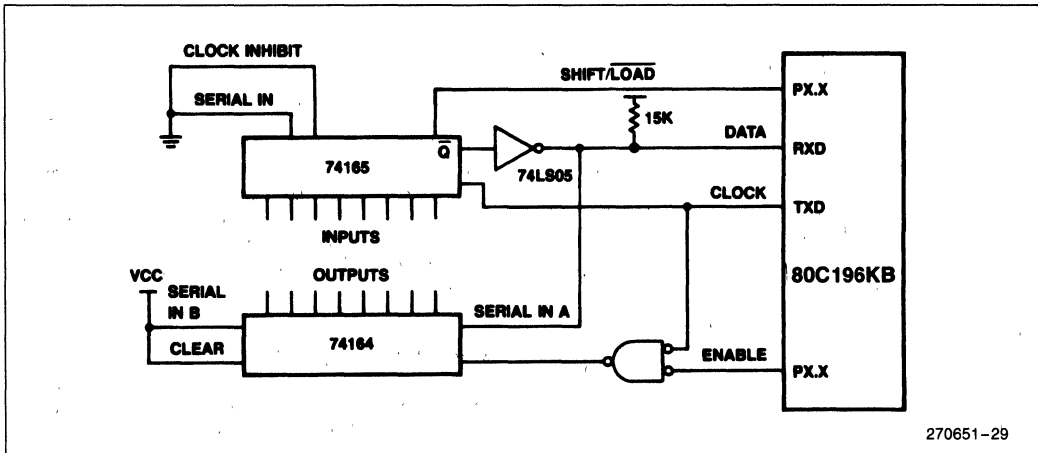 CLOCK INHIBIT
SERIAL IN
SHIFT/LOAD
PX.X
15K
DATA
RXD
Q
74165
74LS05
CLOCK
TXD
INPUTS
80C196KB
VCC
OUTPUTS
SERIAL
IN B
SERIAL IN A
CLEAR
74164
ENABLE
PX.X
270651-29